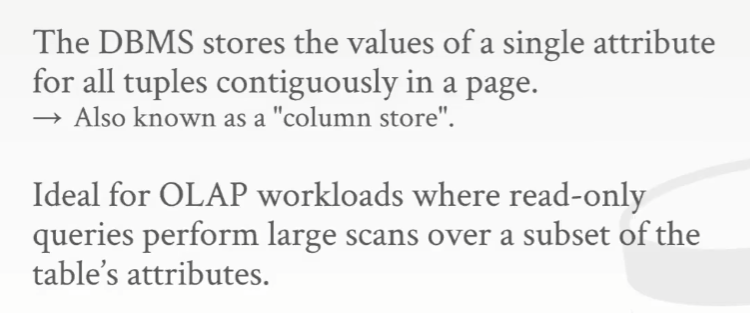 The DBMS stores the values of a single attribute
for all tuples contiguously in a page.
→ Also known as a "column store".
Ideal for OLAP workloads where read-only
queries perform large scans over a subset of the
table’s attributes.